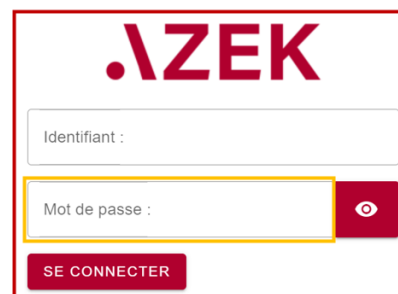 AZEK
Identifiant :
Mot de passe :
SE CONNECTER